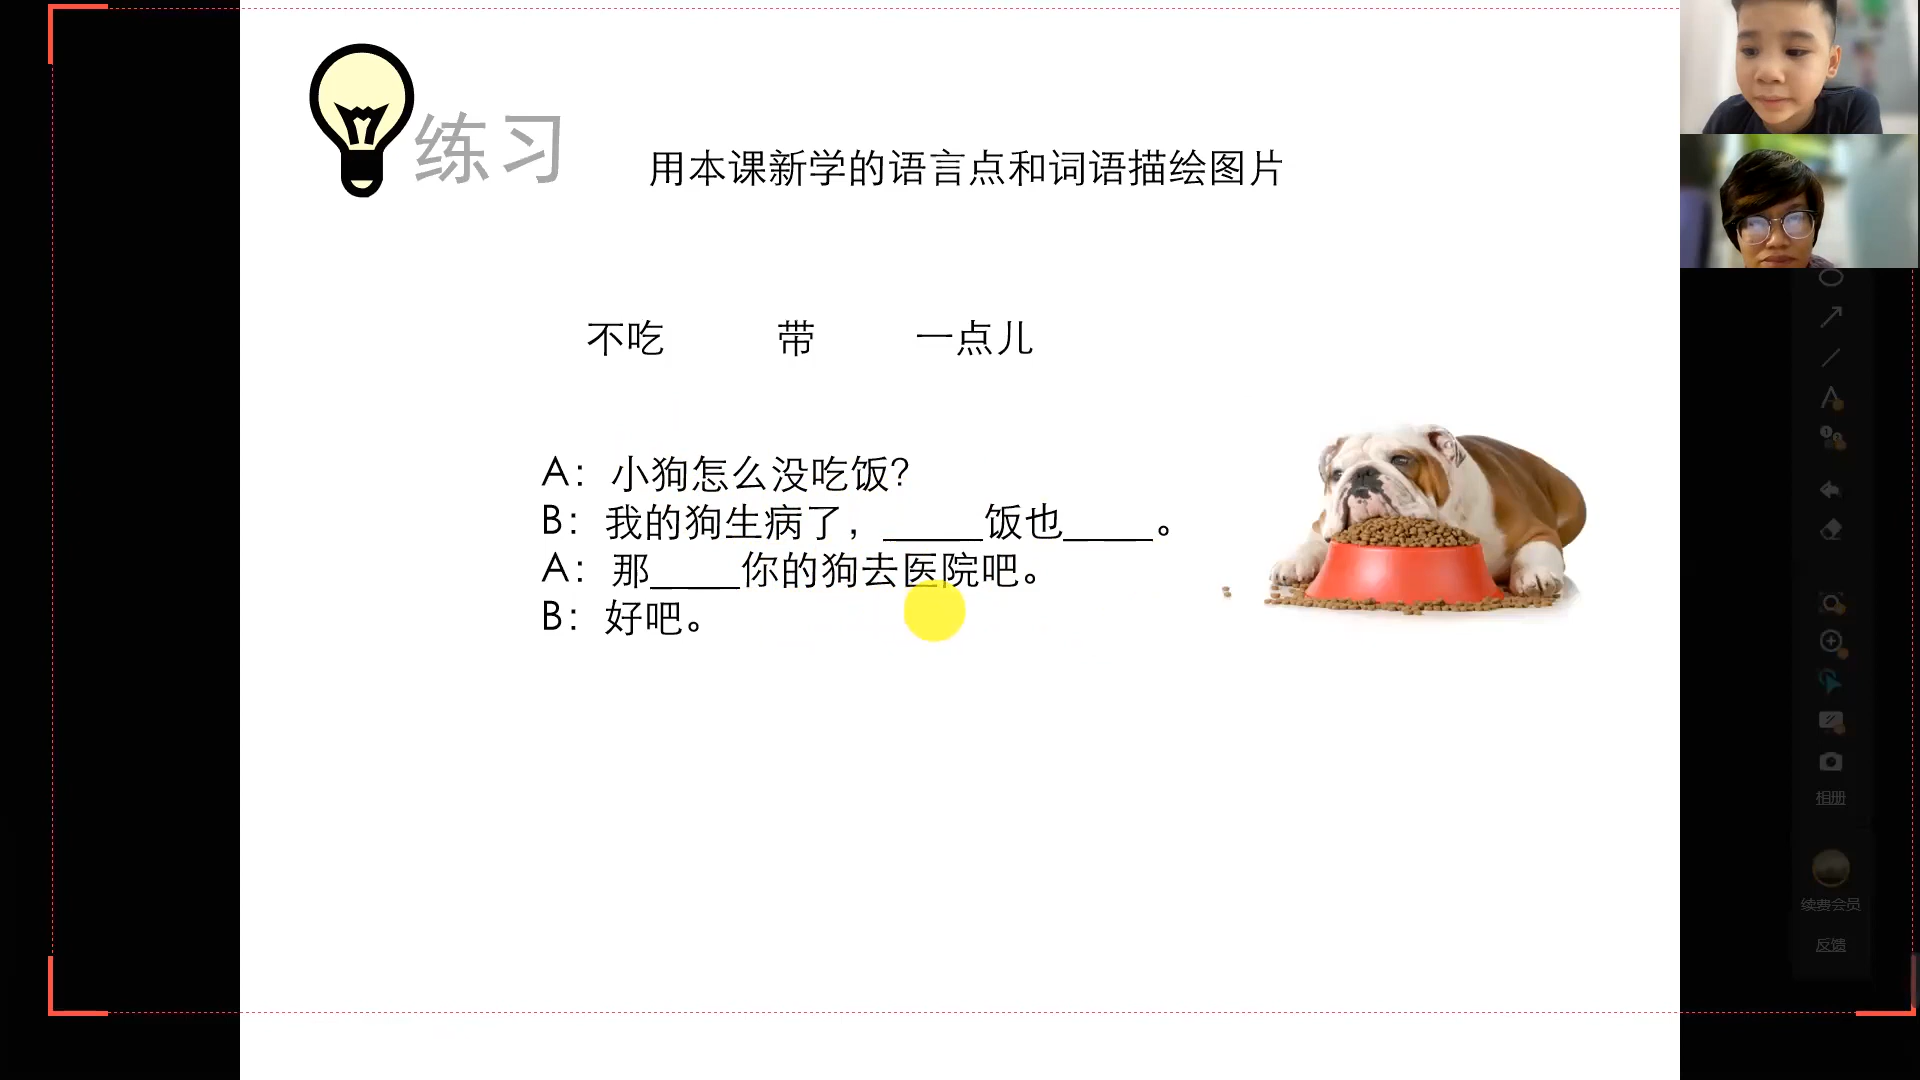 练习
用本课新学的语言点和词语描绘图片
不吃 带 一点儿
A：小狗怎么没吃饭？
B：我的狗生病了，_____饭也_____。
A：那_____你的狗去医院吧。
B：好吧。
相册
续费会员
反馈